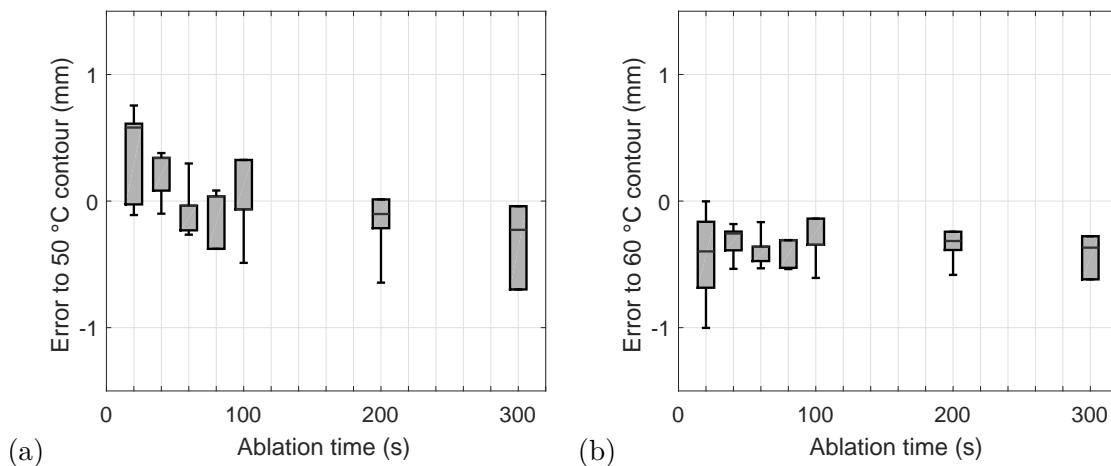 Error to 50 °C contour (mm)
1
0
-1
0 100 200 300
Ablation time (s)
(a)
Error to 60 °C contour (mm)
1
0
-1
0 100 200 300
Ablation time (s)
(b)